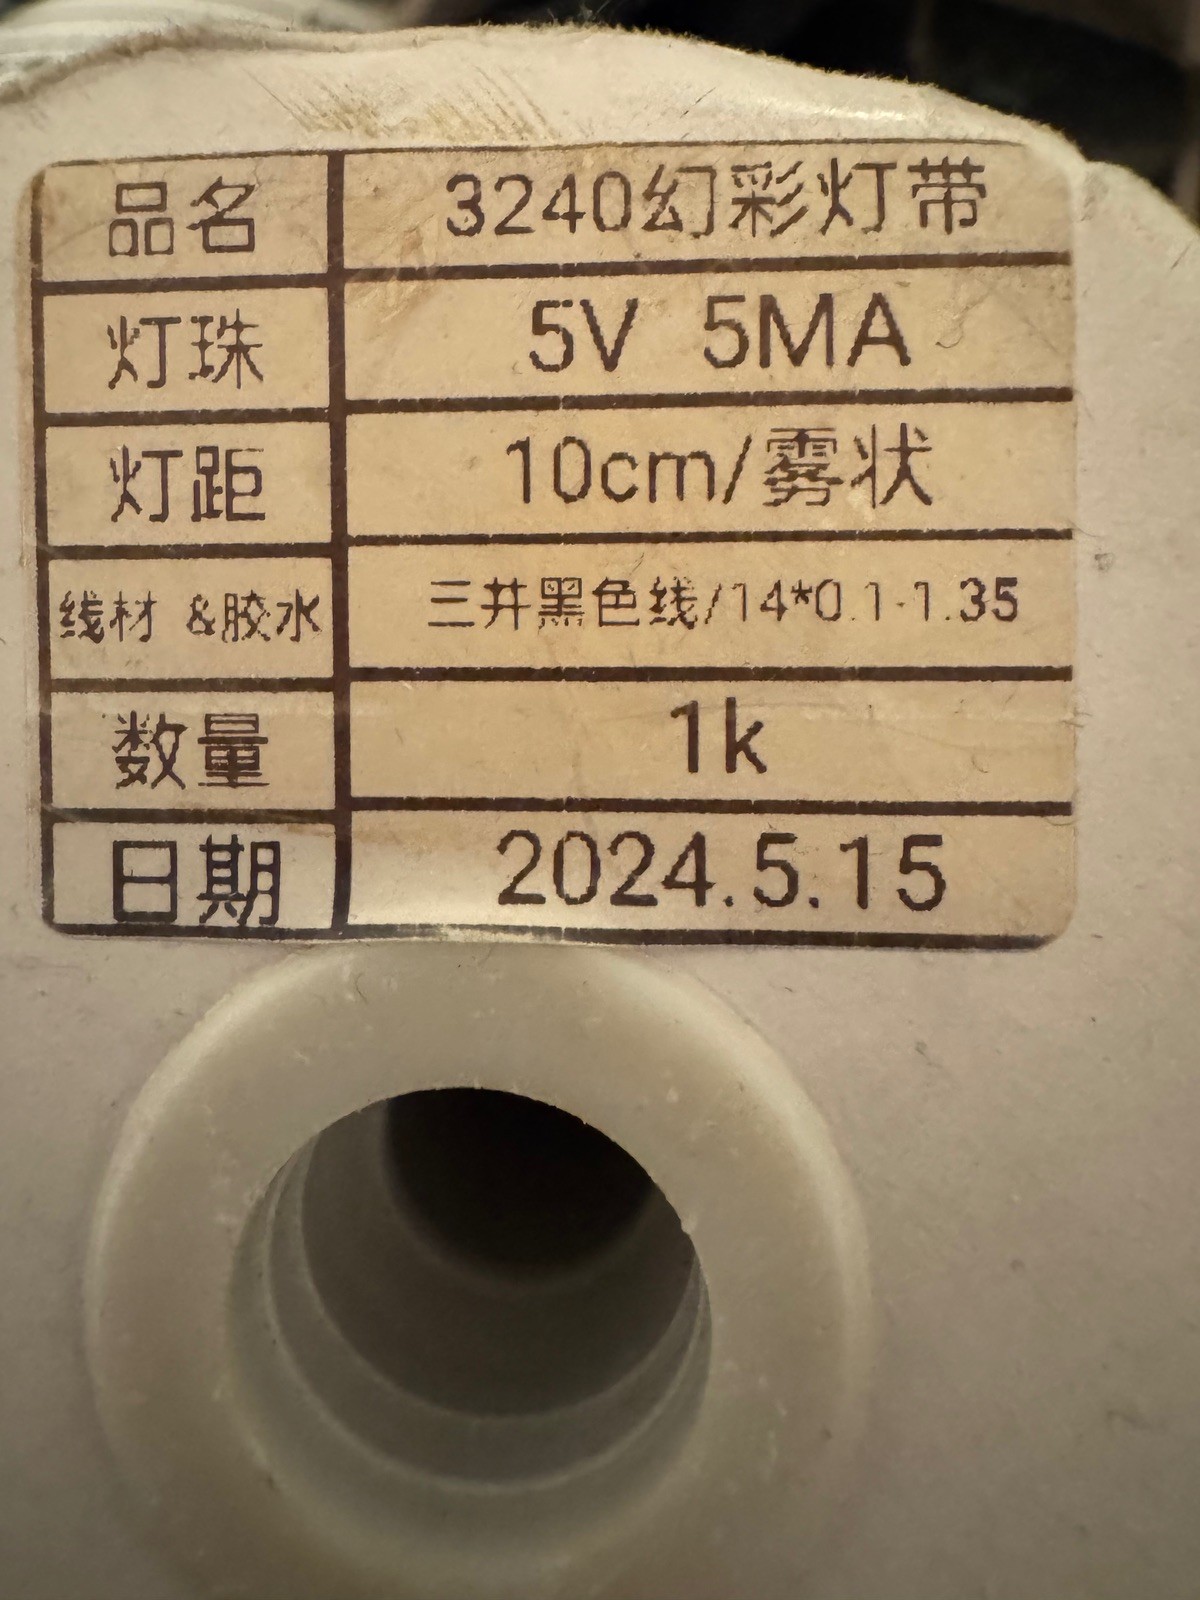 品名 3240幻彩灯带
灯珠 5V 5MA
灯距 10cm/雾状
线材 &胶水 三井黑色线/14*0.1-1.35
数量 1k
日期 2024.5.15